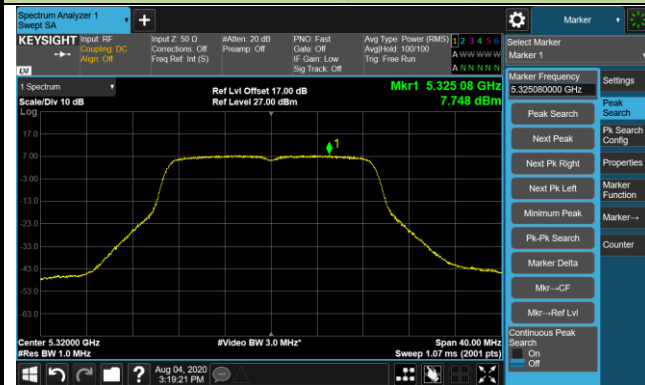 Spectrum Analyzer 1
Swept SA
Marker
KEYSIGHT
Input: RF
Coupling: DC
Align: Off
Input Z: 50 Ω
Corrections: Off
Freq Ref: Int (S)
#Atten: 20 dB
Preamp: Off
PNO: Fast
Gate: Off
IF Gain: Low
Sig Track: Off
Avg Type: Power (RMS)
Avg|Hold: 100/100
Trig: Free Run
1 2 3 4 5 6
A W W W W W
A N N N N N
LXI
Select Marker
Marker 1
1 Spectrum
Scale/Div 10 dB
Log
Ref Lvl Offset 17.00 dB
Ref Level 27.00 dBm
Mkr1 5.325 08 GHz
7.748 dBm
17.0
7.00
-3.00
-13.0
-23.0
-33.0
-43.0
-53.0
-63.0
1
Center 5.32000 GHz
#Res BW 1.0 MHz
#Video BW 3.0 MHz*
Span 40.00 MHz
Sweep 1.07 ms (2001 pts)
Marker Frequency
5.325080000 GHz
Peak Search
Next Peak
Next Pk Right
Next Pk Left
Minimum Peak
Pk-Pk Search
Marker Delta
Mkr→CF
Mkr→Ref Lvl
Continuous Peak
Search
On
Off
Settings
Peak
Search
Pk Search
Config
Properties
Marker
Function
Marker→
Counter
?
Aug 04, 2020
3:19:21 PM